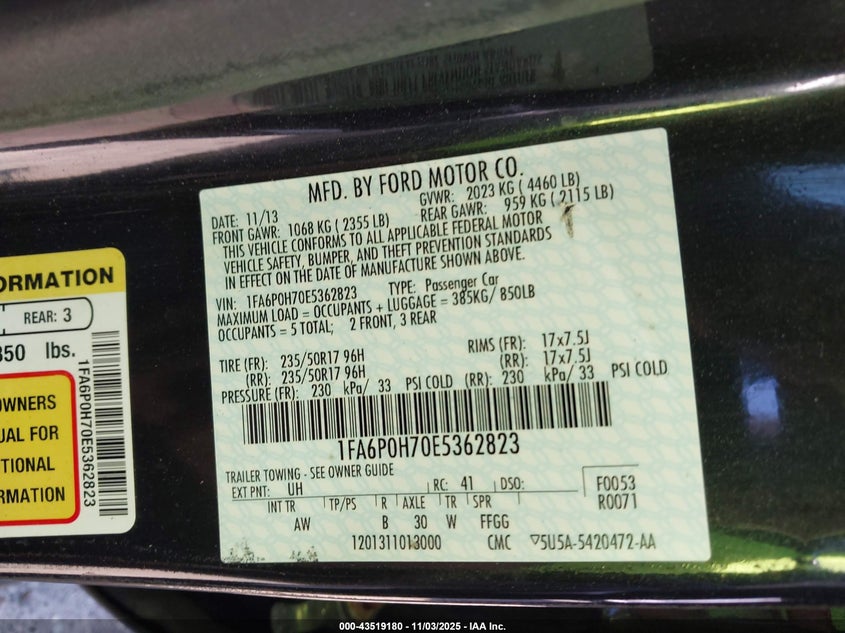 MFD. BY FORD MOTOR CO.
DATE: 11/13 GVWR: 2023 KG ( 4460 LB)
FRONT GAWR: 1068 KG ( 2355 LB) REAR GAWR: 959 KG ( 2115 LB)
THIS VEHICLE CONFORMS TO ALL APPLICABLE FEDERAL MOTOR
VEHICLE SAFETY, BUMPER, AND THEFT PREVENTION STANDARDS
IN EFFECT ON THE DATE OF MANUFACTURE SHOWN ABOVE.
VIN: 1FA6P0H70E5362823 TYPE: Passenger Car
MAXIMUM LOAD = OCCUPANTS + LUGGAGE = 385KG/ 850LB
OCCUPANTS = 5 TOTAL; 2 FRONT, 3 REAR
TIRE (FR): 235/50R17 96H RIMS (FR): 17x7.5J
(RR): 235/50R17 96H (RR): 17x7.5J
PRESSURE (FR): 230 kPa/ 33 PSI COLD (RR): 230 kPa/ 33 PSI COLD
1FA6P0H70E5362823
TRAILER TOWING - SEE OWNER GUIDE
EXT PNT: UH RC: 41 DSO: F0053
INT TR TP/PS R AXLE TR SPR R0071
AW B 30 W FFGG
1201311013000 CMC ▽5U5A-5420472-AA
ORMATION
REAR: 3
850 lbs.
OWNERS
UAL FOR
TIONAL
ORMATION
1FA6P0H70E5362823
000-43519180 - 11/03/2025 - IAA Inc.